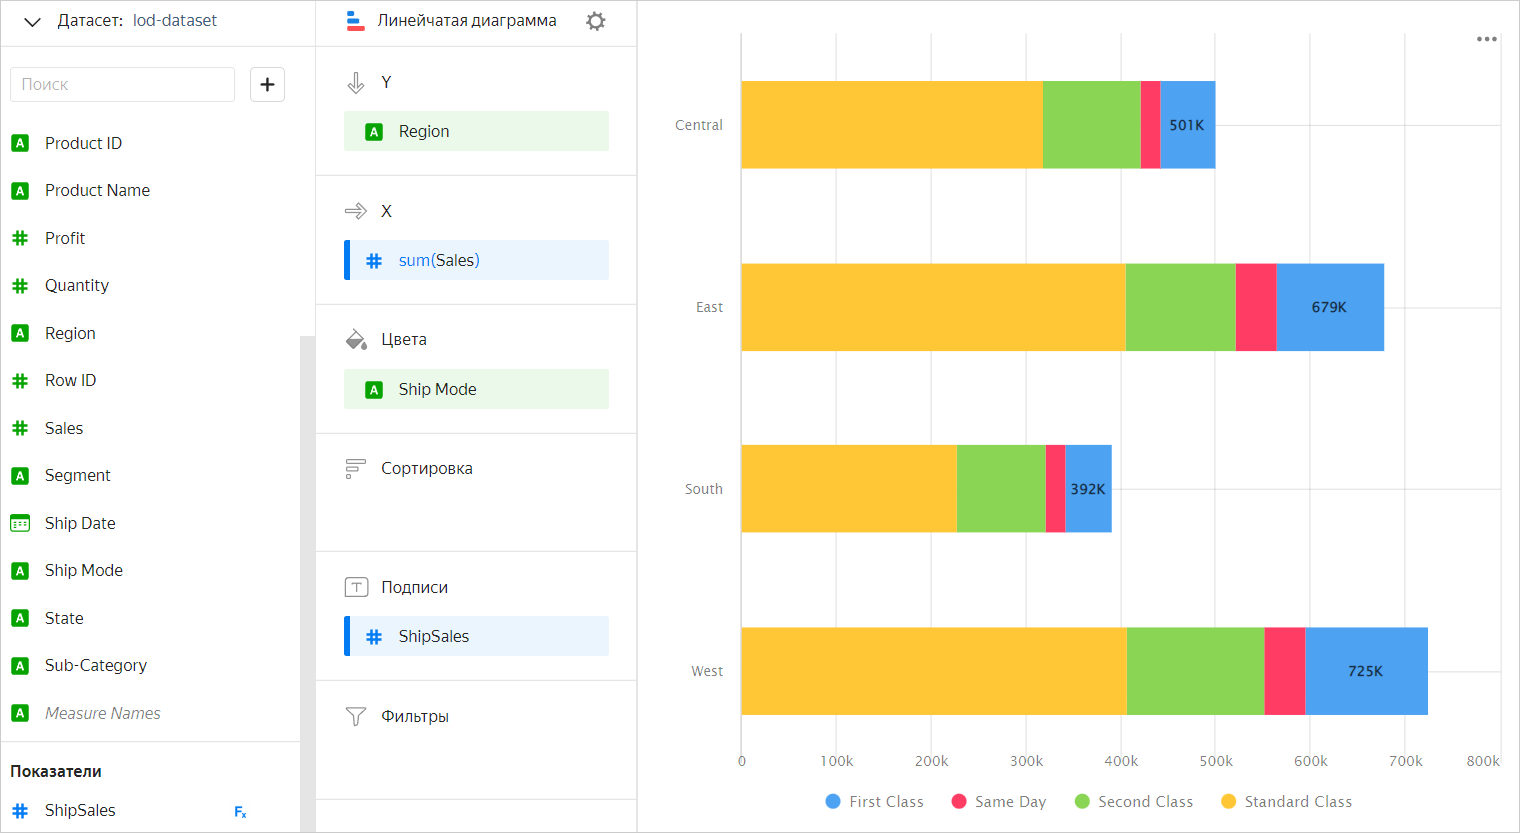 Датасет: lod-dataset
Поиск
Product ID
Product Name
Profit
Quantity
Region
Row ID
Sales
Segment
Ship Date
Ship Mode
State
Sub-Category
Measure Names
Показатели
ShipSales Fx
Линейчатая диаграмма
Y
Region
X
sum(Sales)
Цвета
Ship Mode
Сортировка
Подписи
ShipSales
Фильтры
Central 501K
East 679K
South 392K
West 725K
0 100k 200k 300k 400k 500k 600k 700k 800k
First Class Same Day Second Class Standard Class